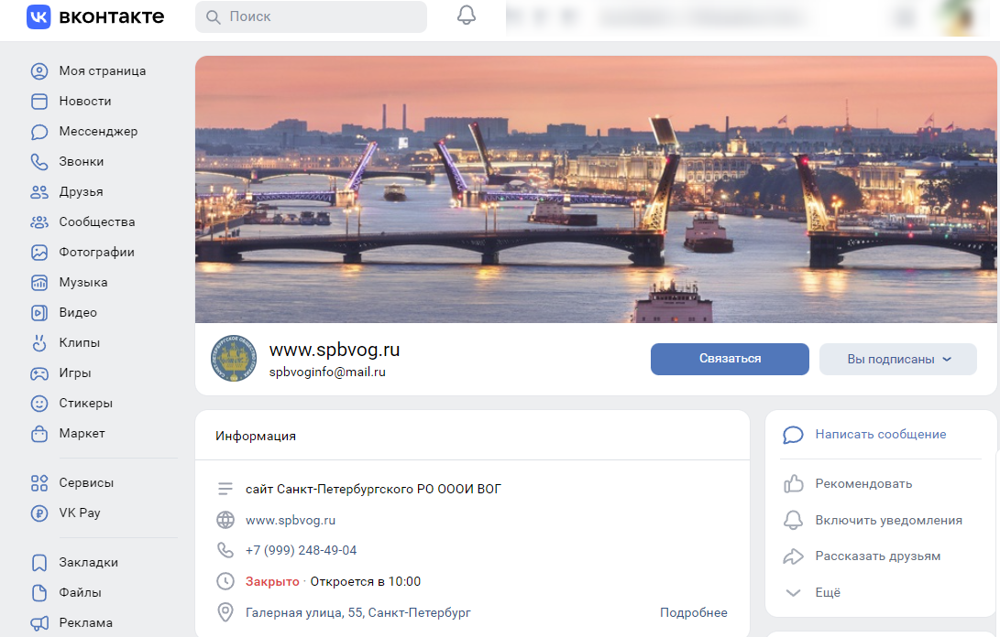 вконтакте
Поиск
Моя страница
Новости
Мессенджер
Звонки
Друзья
Сообщества
Фотографии
Музыка
Видео
Клипы
Игры
Стикеры
Маркет
Сервисы
VK Pay
Закладки
Файлы
Реклама
www.spbvog.ru
spbvoginfo@mail.ru
Связаться
Вы подписаны
Информация
сайт Санкт-Петербургского РО ОООИ ВОГ
www.spbvog.ru
+7 (999) 248-49-04
Закрыто · Откроется в 10:00
Галерная улица, 55, Санкт-Петербург
Подробнее
Написать сообщение
Рекомендовать
Включить уведомления
Рассказать друзьям
Ещё